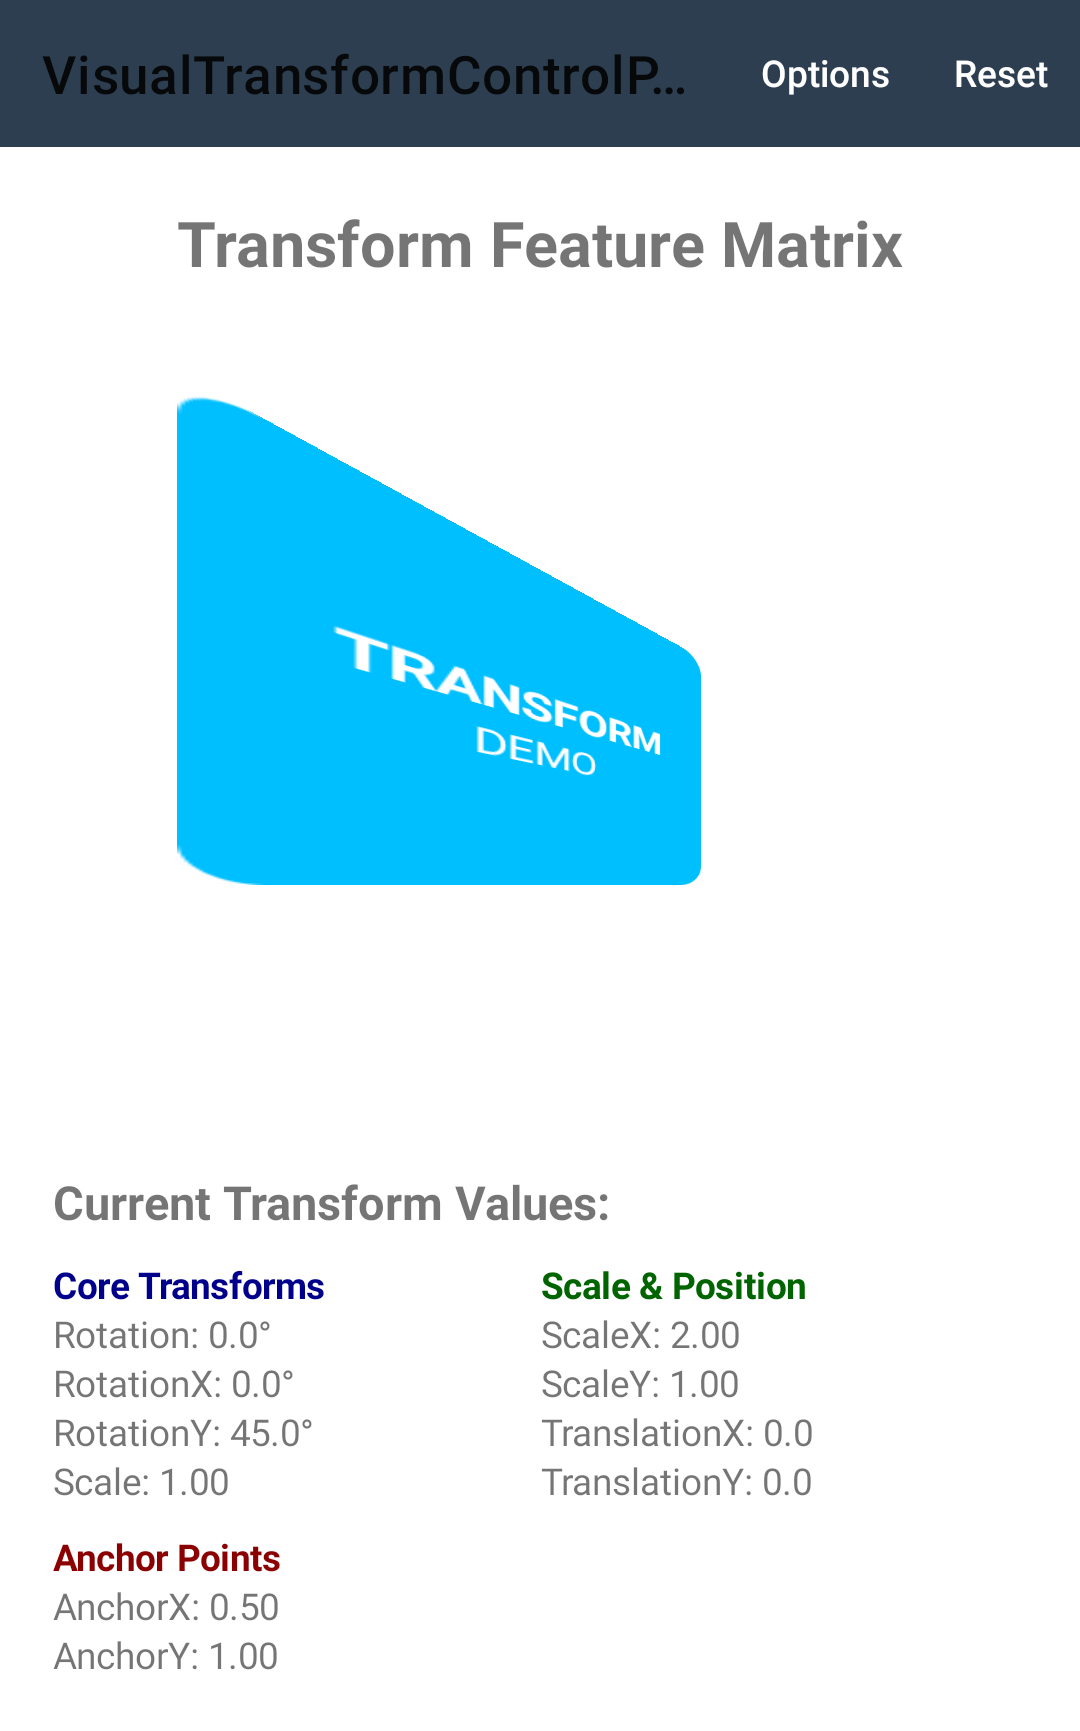 VisualTransformControlP...
Options
Reset
Transform Feature Matrix
TRANSFORM
DEMO
Current Transform Values:
Core Transforms
Rotation: 0.0°
RotationX: 0.0°
RotationY: 45.0°
Scale: 1.00
Scale & Position
ScaleX: 2.00
ScaleY: 1.00
TranslationX: 0.0
TranslationY: 0.0
Anchor Points
AnchorX: 0.50
AnchorY: 1.00